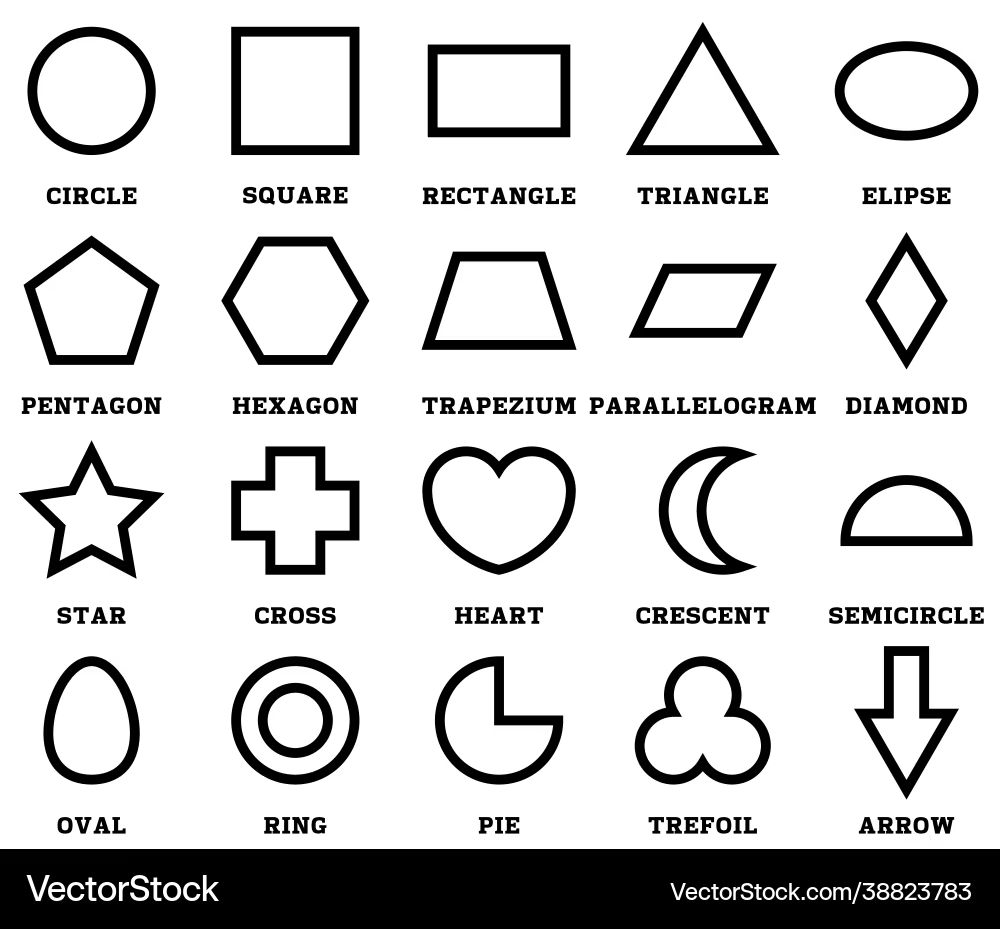 CIRCLE SQUARE RECTANGLE TRIANGLE ELIPSE
PENTAGON HEXAGON TRAPEZIUM PARALLELOGRAM DIAMOND
STAR CROSS HEART CRESCENT SEMICIRCLE
OVAL RING PIE TREFOIL ARROW
VectorStock VectorStock.com/38823783